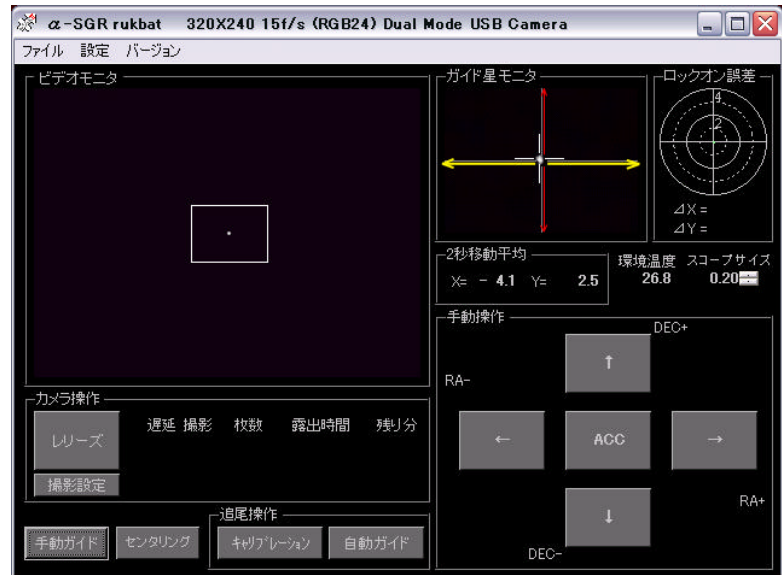 α-SGR rukbat 320X240 15f/s (RGB24) Dual Mode USB Camera
ファイル 設定 バージョン
ビデオモニタ
ガイド星モニタ
ロックオン誤差
4
2
⊿X =
⊿Y =
2秒移動平均
X= - 4.1 Y= 2.5
環境温度 スコープサイズ
26.8 0.20
手動操作
DEC+
↑
RA-
← ACC →
RA+
↓
DEC-
カメラ操作
レリーズ
遅延 撮影 枚数 露出時間 残り分
撮影設定
手動ガイド センタリング
追尾操作
キャリブレーション 自動ガイド